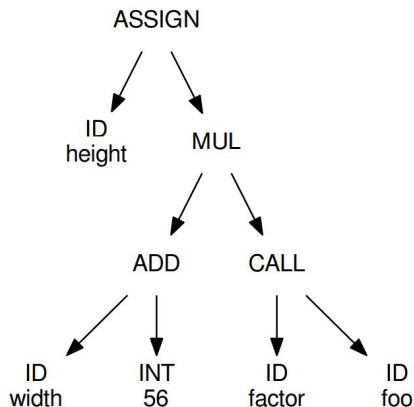 ASSIGN
ID
height
MUL
ADD
CALL
ID
width
INT
56
ID
factor
ID
foo